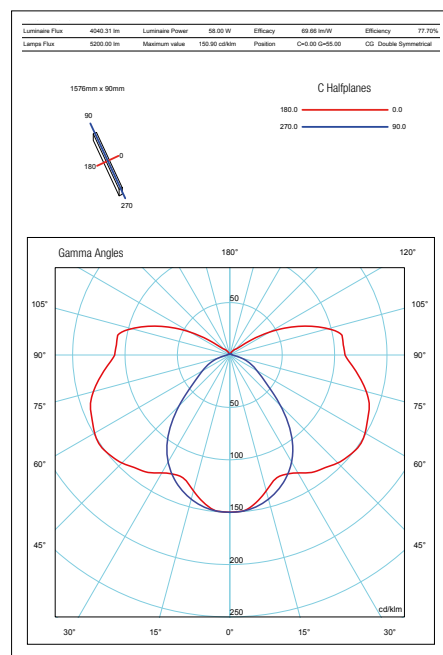 Luminaire Flux 4040.31 lm Luminaire Power 58.00 W Efficacy 69.66 lm/W Efficiency 77.70%
Lamps Flux 5200.00 lm Maximum value 150.90 cd/klm Position C=0.00 G=55.00 CG Double Symmetrical
1576mm x 90mm
C Halfplanes
180.0 0.0
270.0 90.0
90
0
180
270
Gamma Angles 180° 120°
105° 50 105°
90° 90°
50
75° 75°
100
60° 60°
150
45° 200 45°
250 cd/klm
30° 15° 0° 15° 30°